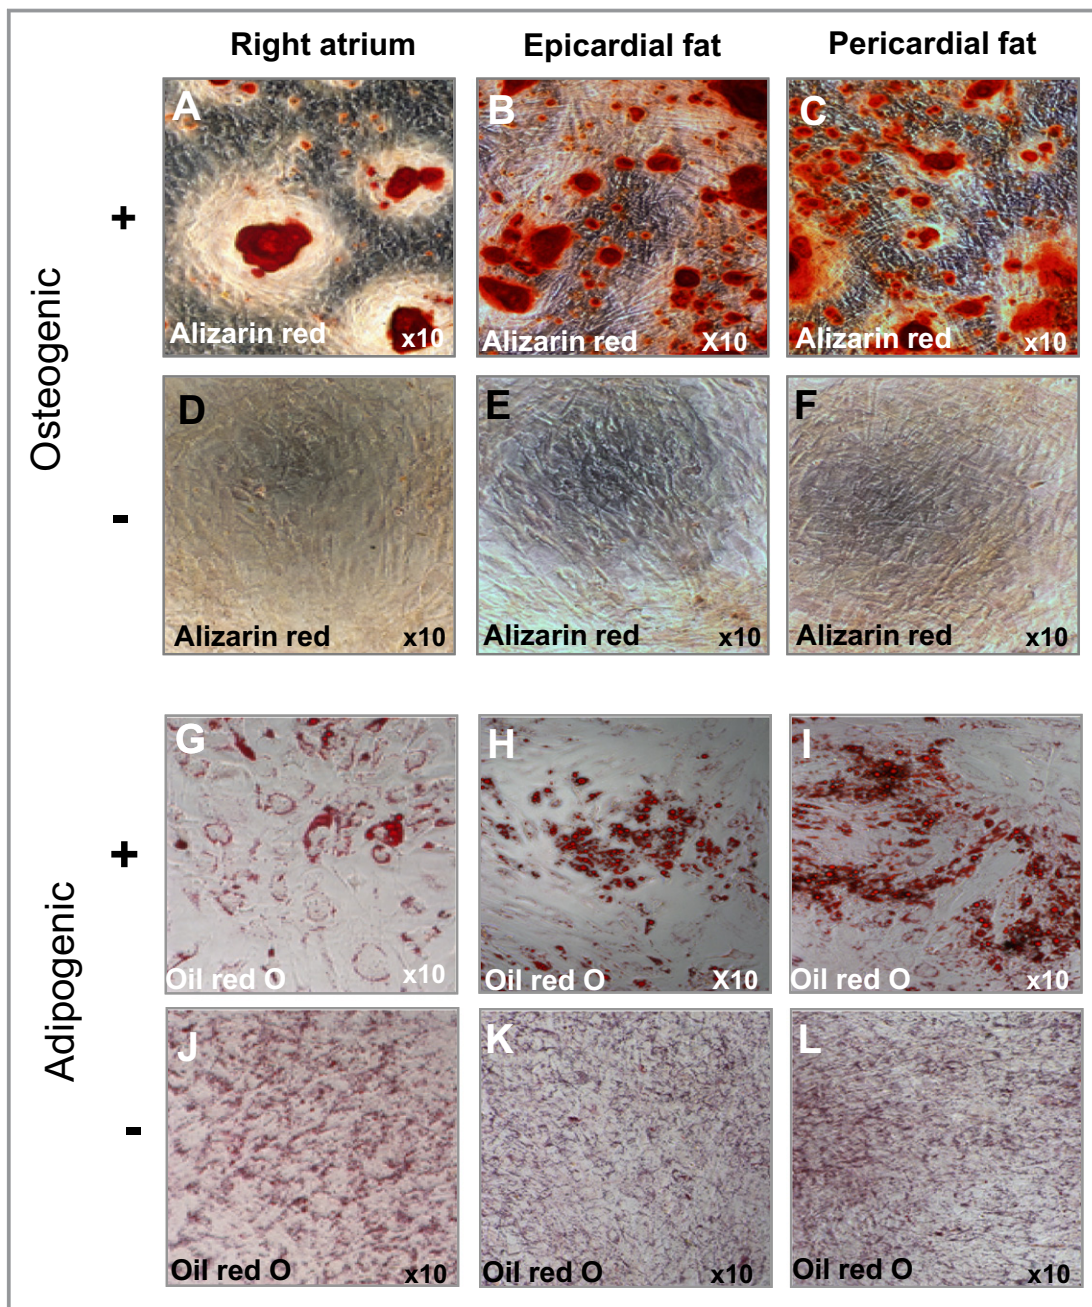 Right atrium Epicardial fat Pericardial fat
Osteogenic
+
A B C
Alizarin red x10 Alizarin red X10 Alizarin red x10
-
D E F
Alizarin red x10 Alizarin red x10 Alizarin red x10
Adipogenic
+
G H I
Oil red O x10 Oil red O X10 Oil red O x10
-
J K L
Oil red O x10 Oil red O x10 Oil red O x10